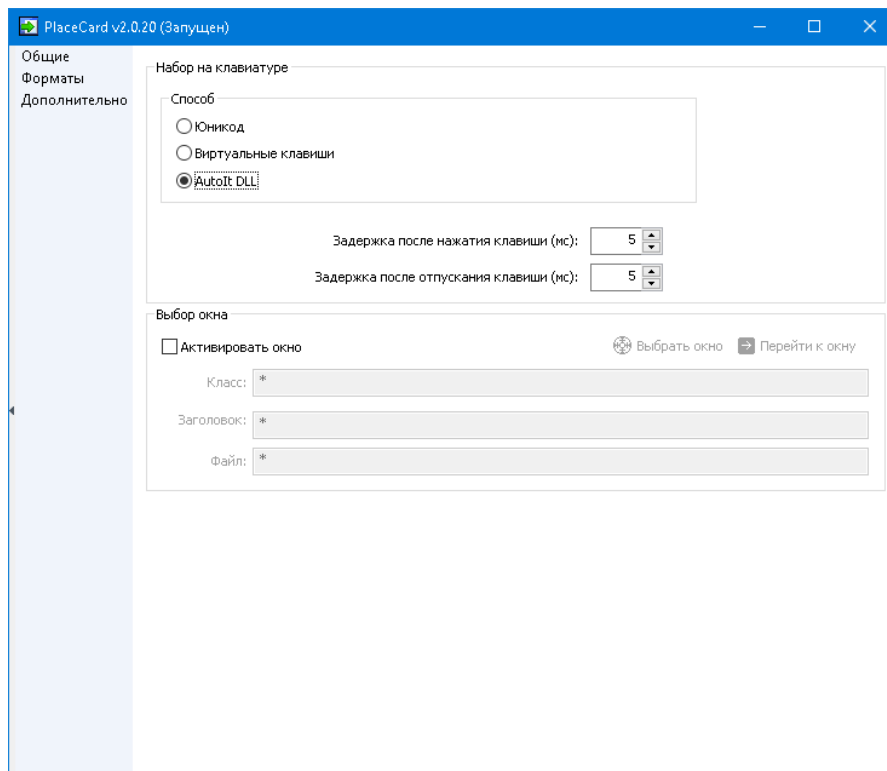 PlaceCard v2.0.20 (Запущен)
Общие
Форматы
Дополнительно
Набор на клавиатуре
Способ
Юникод
Виртуальные клавиши
AutoIt DLL
Задержка после нажатия клавиши (мс): 5
Задержка после отпускания клавиши (мс): 5
Выбор окна
Активировать окно Выбрать окно Перейти к окну
Класс: *
Заголовок: *
Файл: *